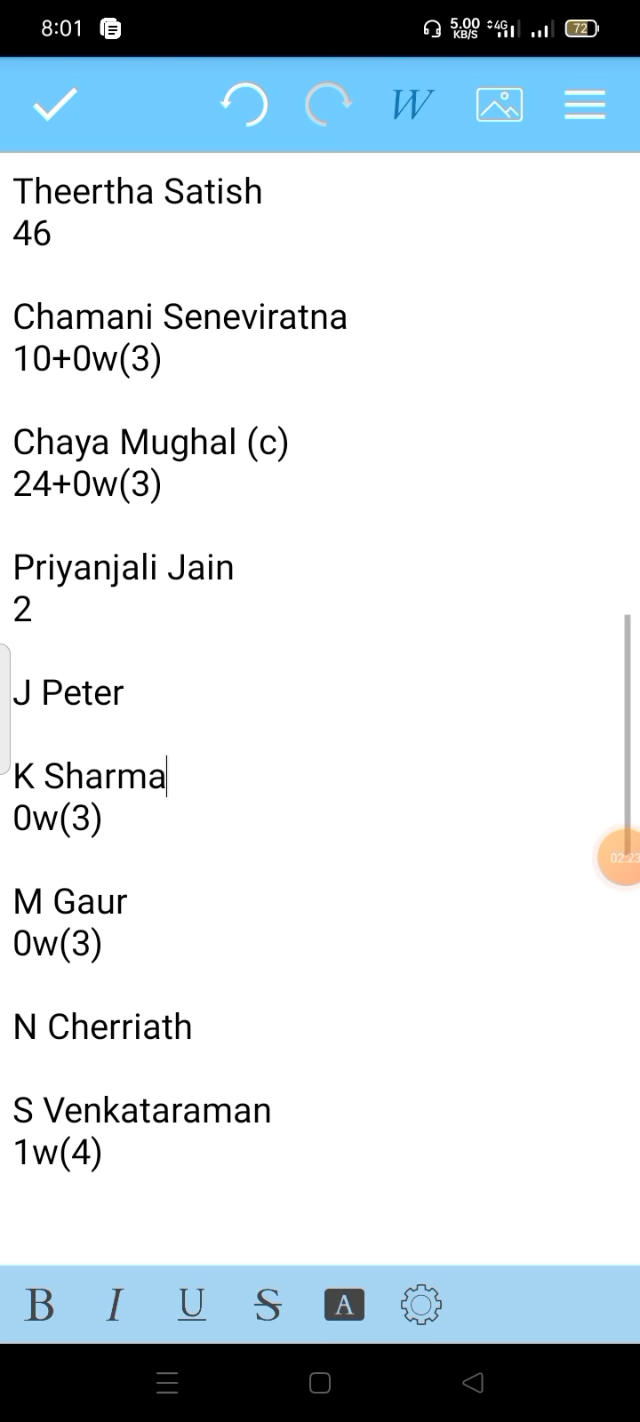 8:01
5.00
KB/S
4G
72
W
Theertha Satish
46
Chamani Seneviratna
10+0w(3)
Chaya Mughal (c)
24+0w(3)
Priyanjali Jain
2
J Peter
K Sharma
0w(3)
02:23
M Gaur
0w(3)
N Cherriath
S Venkataraman
1w(4)
B I U S A